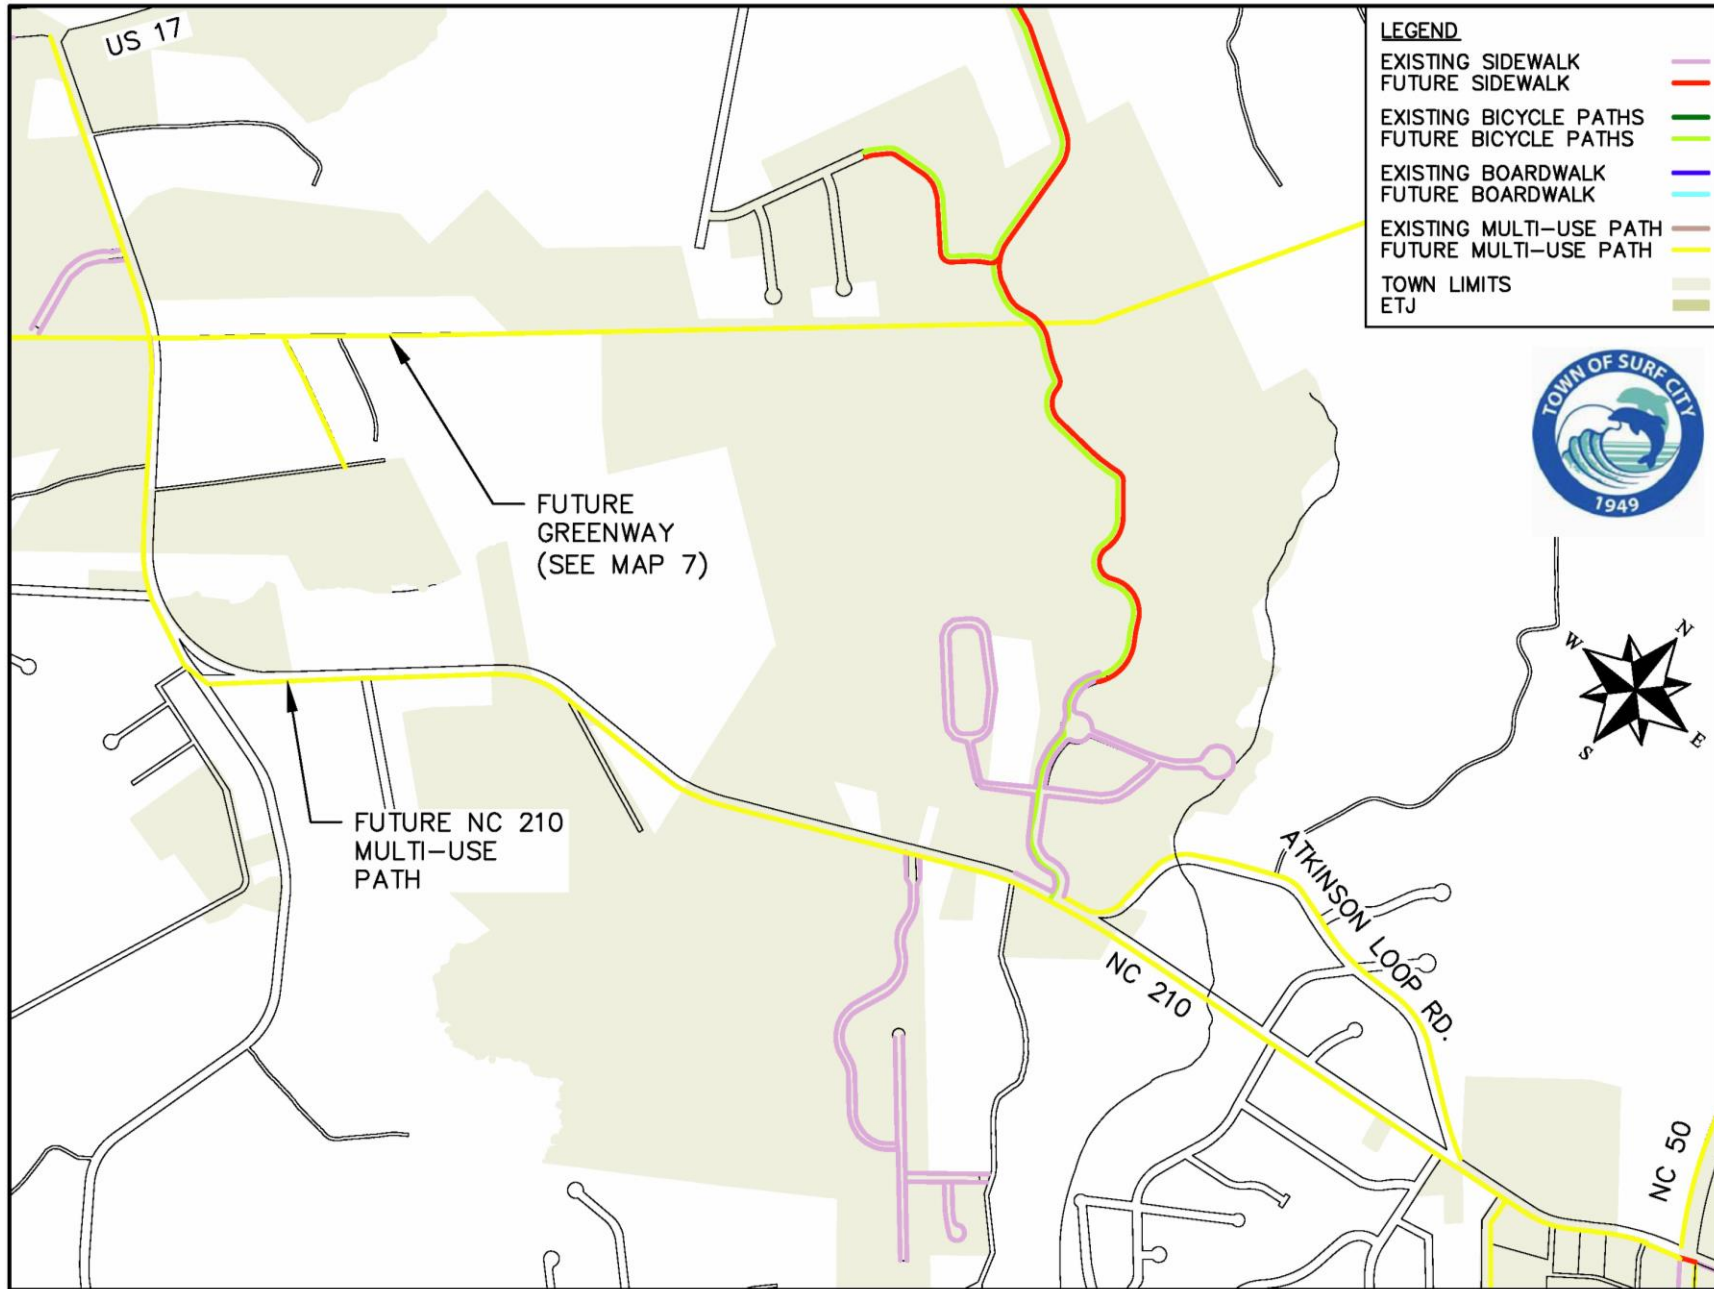 US 17
LEGEND
EXISTING SIDEWALK
FUTURE SIDEWALK
EXISTING BICYCLE PATHS
FUTURE BICYCLE PATHS
EXISTING BOARDWALK
FUTURE BOARDWALK
EXISTING MULTI-USE PATH
FUTURE MULTI-USE PATH
TOWN LIMITS
ETJ
TOWN OF SURF CITY
1949
FUTURE
GREENWAY
(SEE MAP 7)
N
W
E
S
FUTURE NC 210
MULTI-USE
PATH
ATKINSON LOOP RD.
NC 210
NC 50